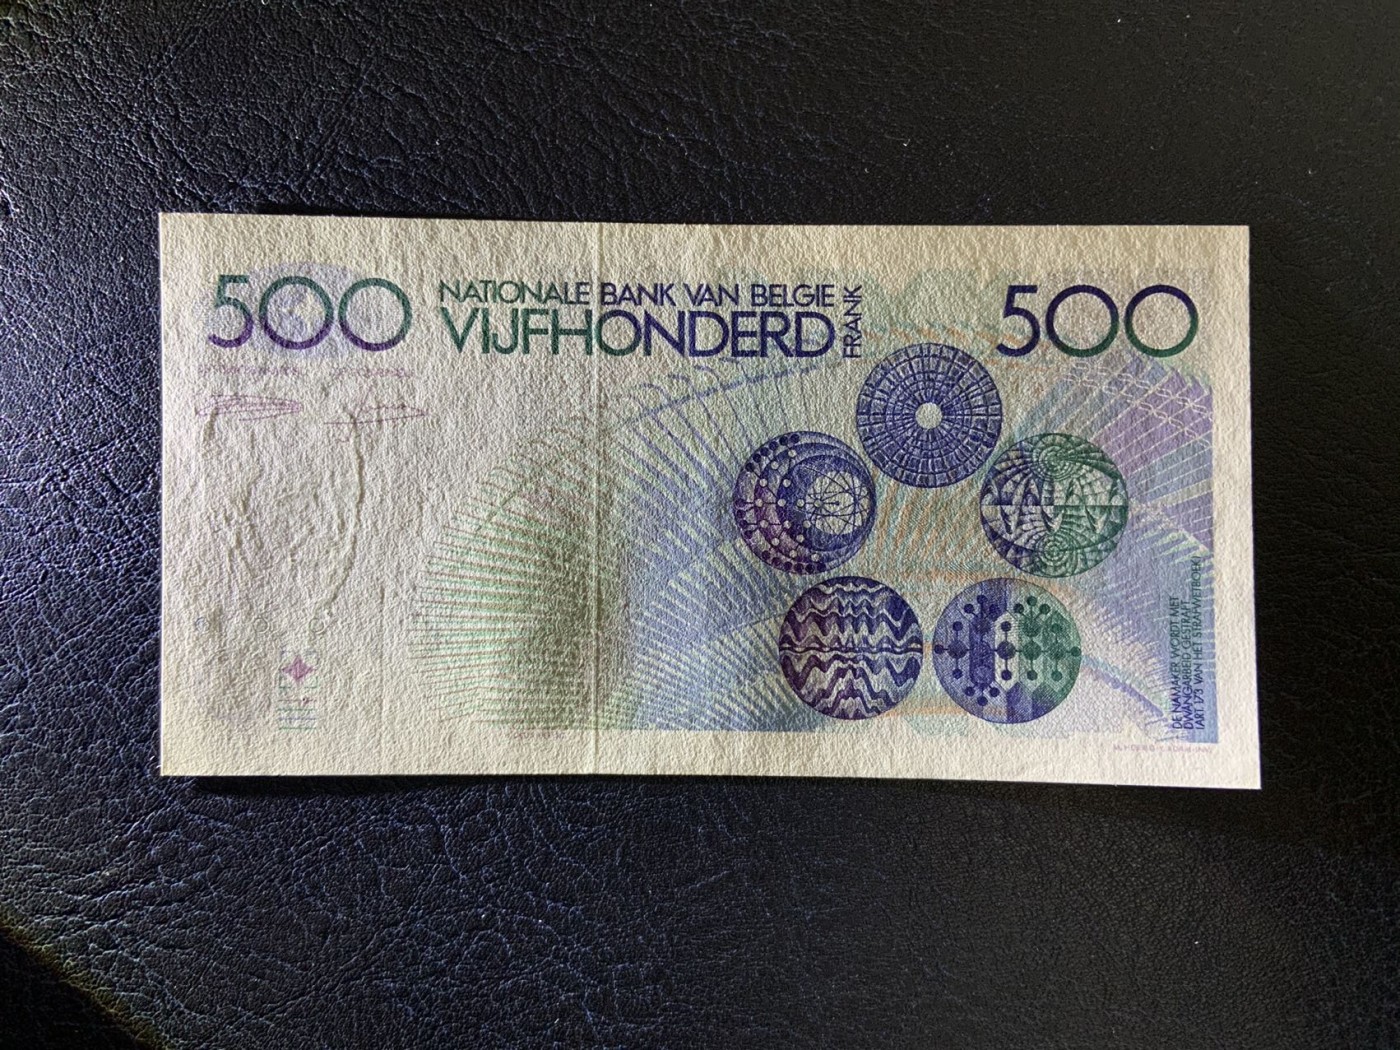 500
NATIONALE BANK VAN BELGIE
VIJFHONDERD
FRANK
500
DE NAMAKER WORDT MET
DWANGARBEID GESTRAFT
(ART. 173 VAN HET STRAFWETBOEK)